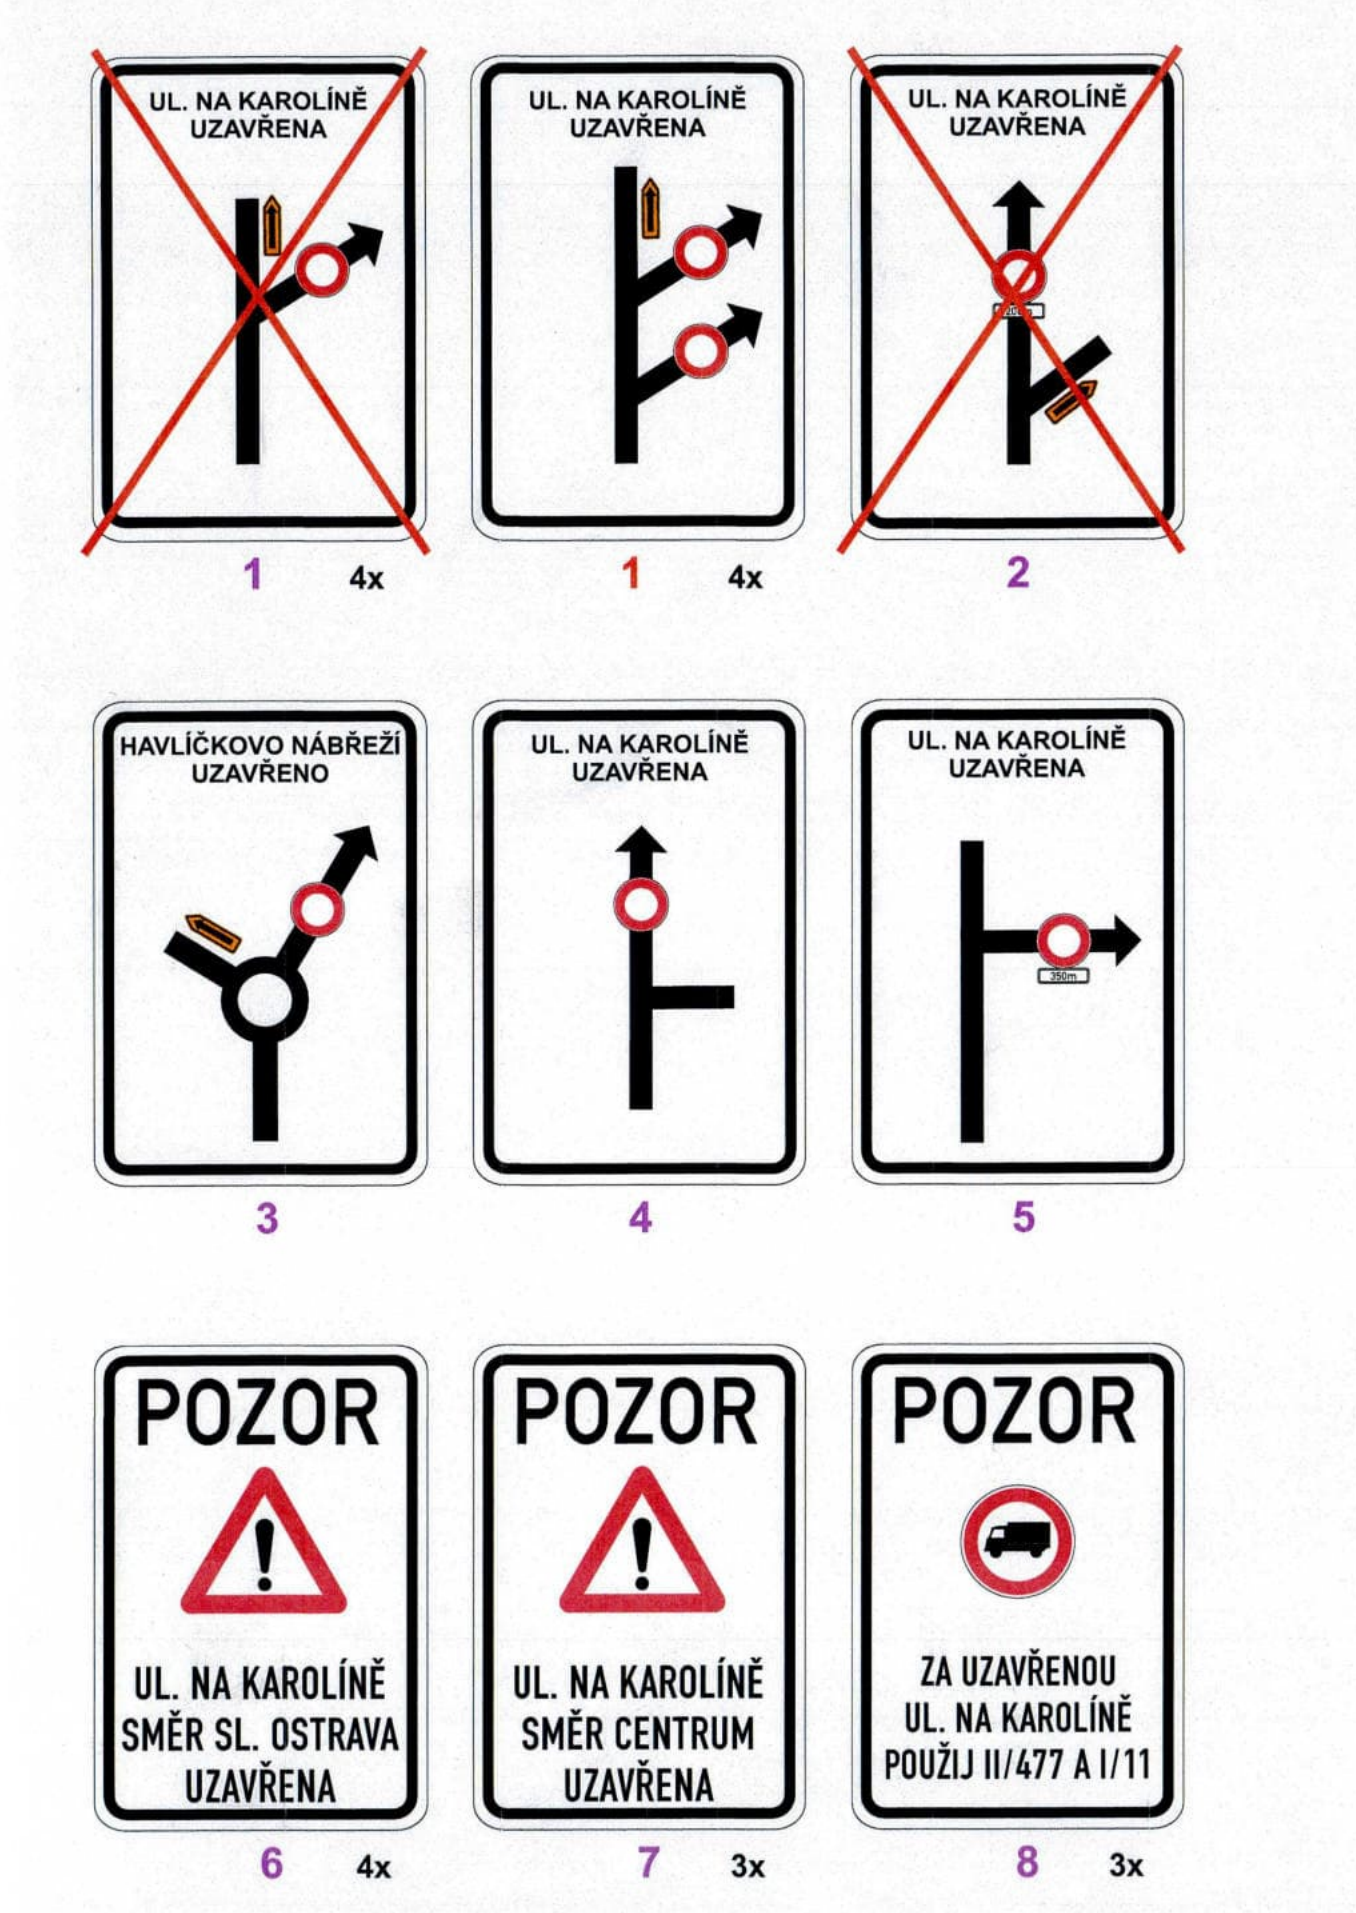 UL. NA KAROLÍNĚ
UZAVŘENA
1 4x
UL. NA KAROLÍNĚ
UZAVŘENA
1 4x
UL. NA KAROLÍNĚ
UZAVŘENA
2
HAVLÍČKOVO NÁBŘEŽÍ
UZAVŘENO
3
UL. NA KAROLÍNĚ
UZAVŘENA
4
UL. NA KAROLÍNĚ
UZAVŘENA
350m
5
POZOR
!
UL. NA KAROLÍNĚ
SMĚR SL. OSTRAVA
UZAVŘENA
6 4x
POZOR
!
UL. NA KAROLÍNĚ
SMĚR CENTRUM
UZAVŘENA
7 3x
POZOR
ZA UZAVŘENOU
UL. NA KAROLÍNĚ
POUŽIJ II/477 A I/11
8 3x